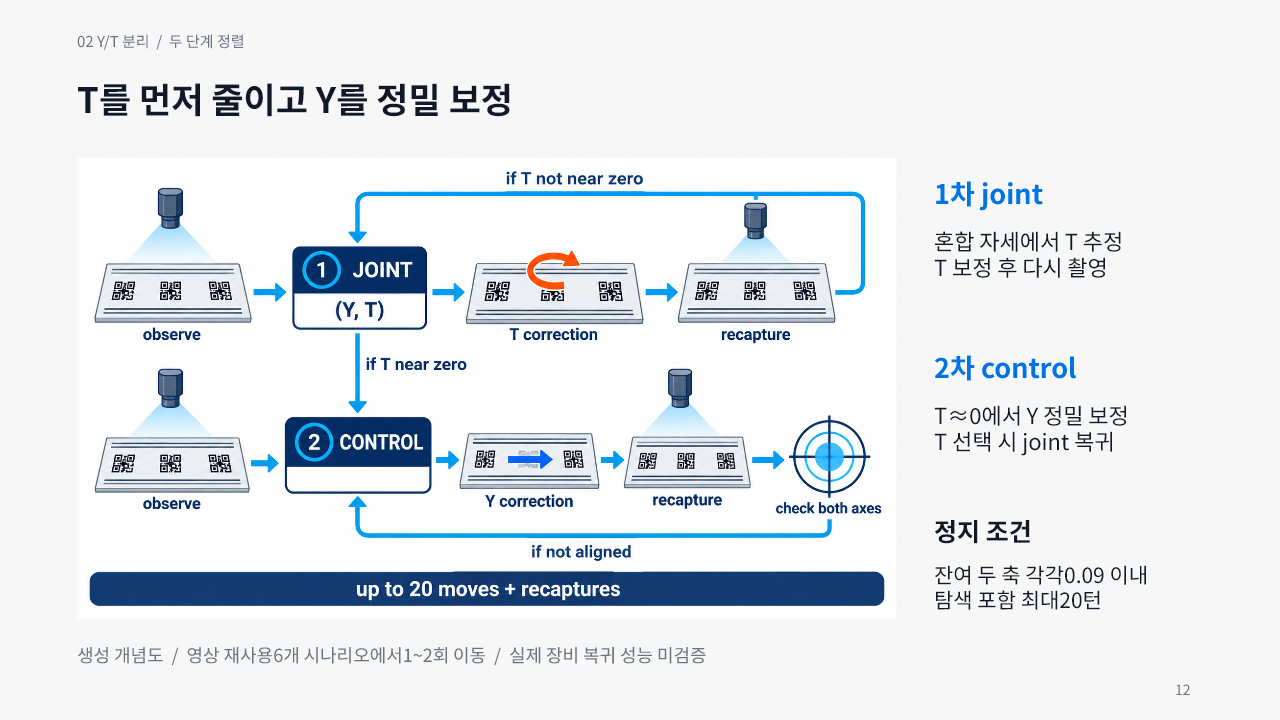 02 Y/T 분리 / 두 단계 정렬
T를 먼저 줄이고 Y를 정밀 보정
if T not near zero
1 JOINT
(Y, T)
observe
T correction
recapture
if T near zero
2 CONTROL
observe
Y correction
recapture
check both axes
if not aligned
up to 20 moves + recaptures
1차 joint
혼합 자세에서 T 추정
T 보정 후 다시 촬영
2차 control
T≈0에서 Y 정밀 보정
T 선택 시 joint 복귀
정지 조건
잔여 두 축 각각0.09 이내
탐색 포함 최대20턴
생성 개념도 / 영상 재사용6개 시나리오에서1~2회 이동 / 실제 장비 복귀 성능 미검증
12